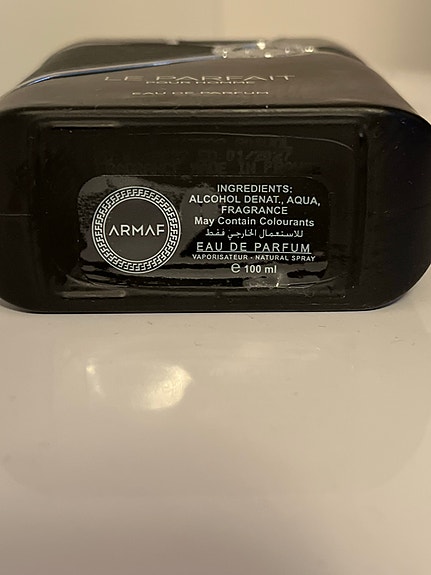 LE PARFAIT
POUR HOMME
EAU DE PARFUM
ARMAF
INGREDIENTS:
ALCOHOL DENAT., AQUA,
FRAGRANCE
May Contain Colourants
للاستعمال الخارجي فقط
EAU DE PARFUM
VAPORISATEUR - NATURAL SPRAY
℮ 100 ml